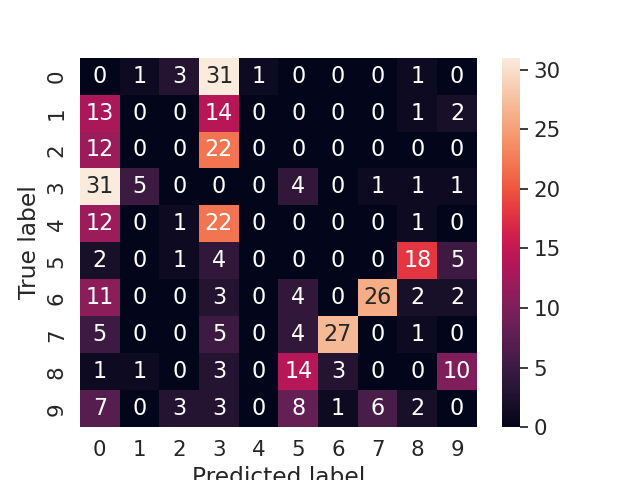 0 0 1 3 31 1 0 0 0 1 0
1 13 0 0 14 0 0 0 0 1 2
2 12 0 0 22 0 0 0 0 0 0
3 31 5 0 0 0 4 0 1 1 1
4 12 0 1 22 0 0 0 0 1 0
5 2 0 1 4 0 0 0 0 18 5
6 11 0 0 3 0 4 0 26 2 2
7 5 0 0 5 0 4 27 0 1 0
8 1 1 0 3 0 14 3 0 0 10
9 7 0 3 3 0 8 1 6 2 0
0 1 2 3 4 5 6 7 8 9
Predicted label
True label
30
25
20
15
10
5
0